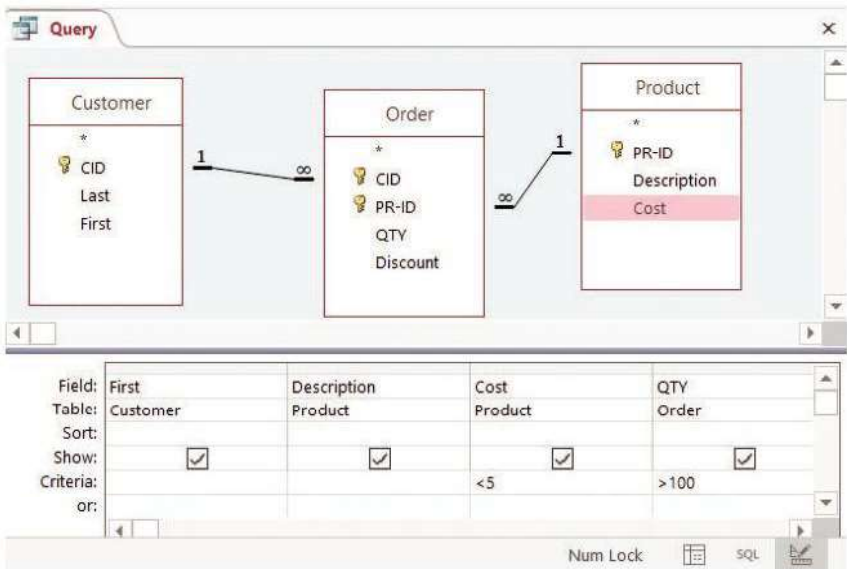 Query
Customer
*
CID
Last
First
1
∞
Order
*
CID
PR-ID
QTY
Discount
∞
1
Product
*
PR-ID
Description
Cost
Field: First Description Cost QTY
Table: Customer Product Product Order
Sort:
Show:
Criteria: <5 >100
or:
Num Lock SQL